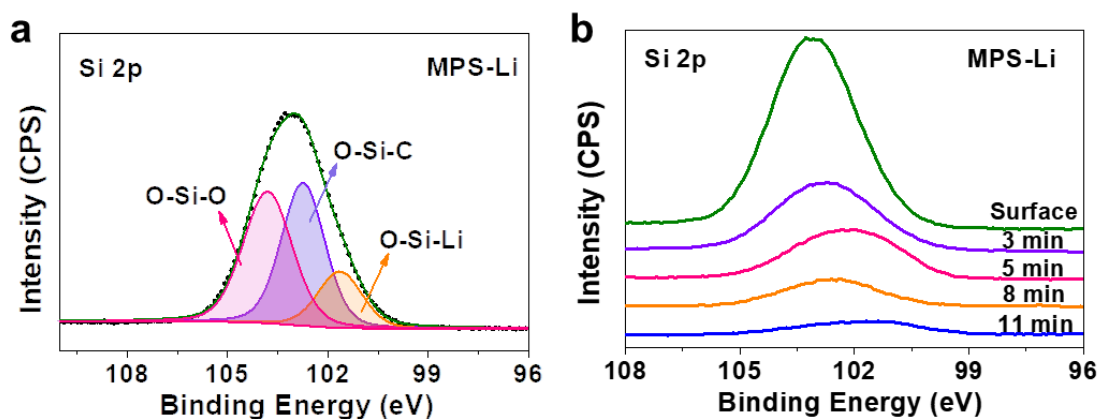 a
Si 2p
MPS-Li
O-Si-C
O-Si-O
O-Si-Li
Intensity (CPS)
108 105 102 99 96
Binding Energy (eV)
b
Si 2p
MPS-Li
Surface
3 min
5 min
8 min
11 min
Intensity (CPS)
108 105 102 99 96
Binding Energy (eV)